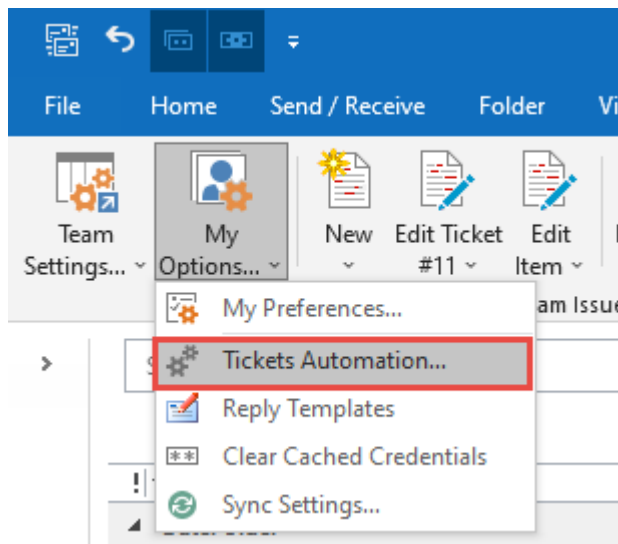 File Home Send / Receive Folder
Team Settings... My Options... New Edit Ticket #11 Edit Item
My Preferences...
Tickets Automation...
Reply Templates
Clear Cached Credentials
Sync Settings...